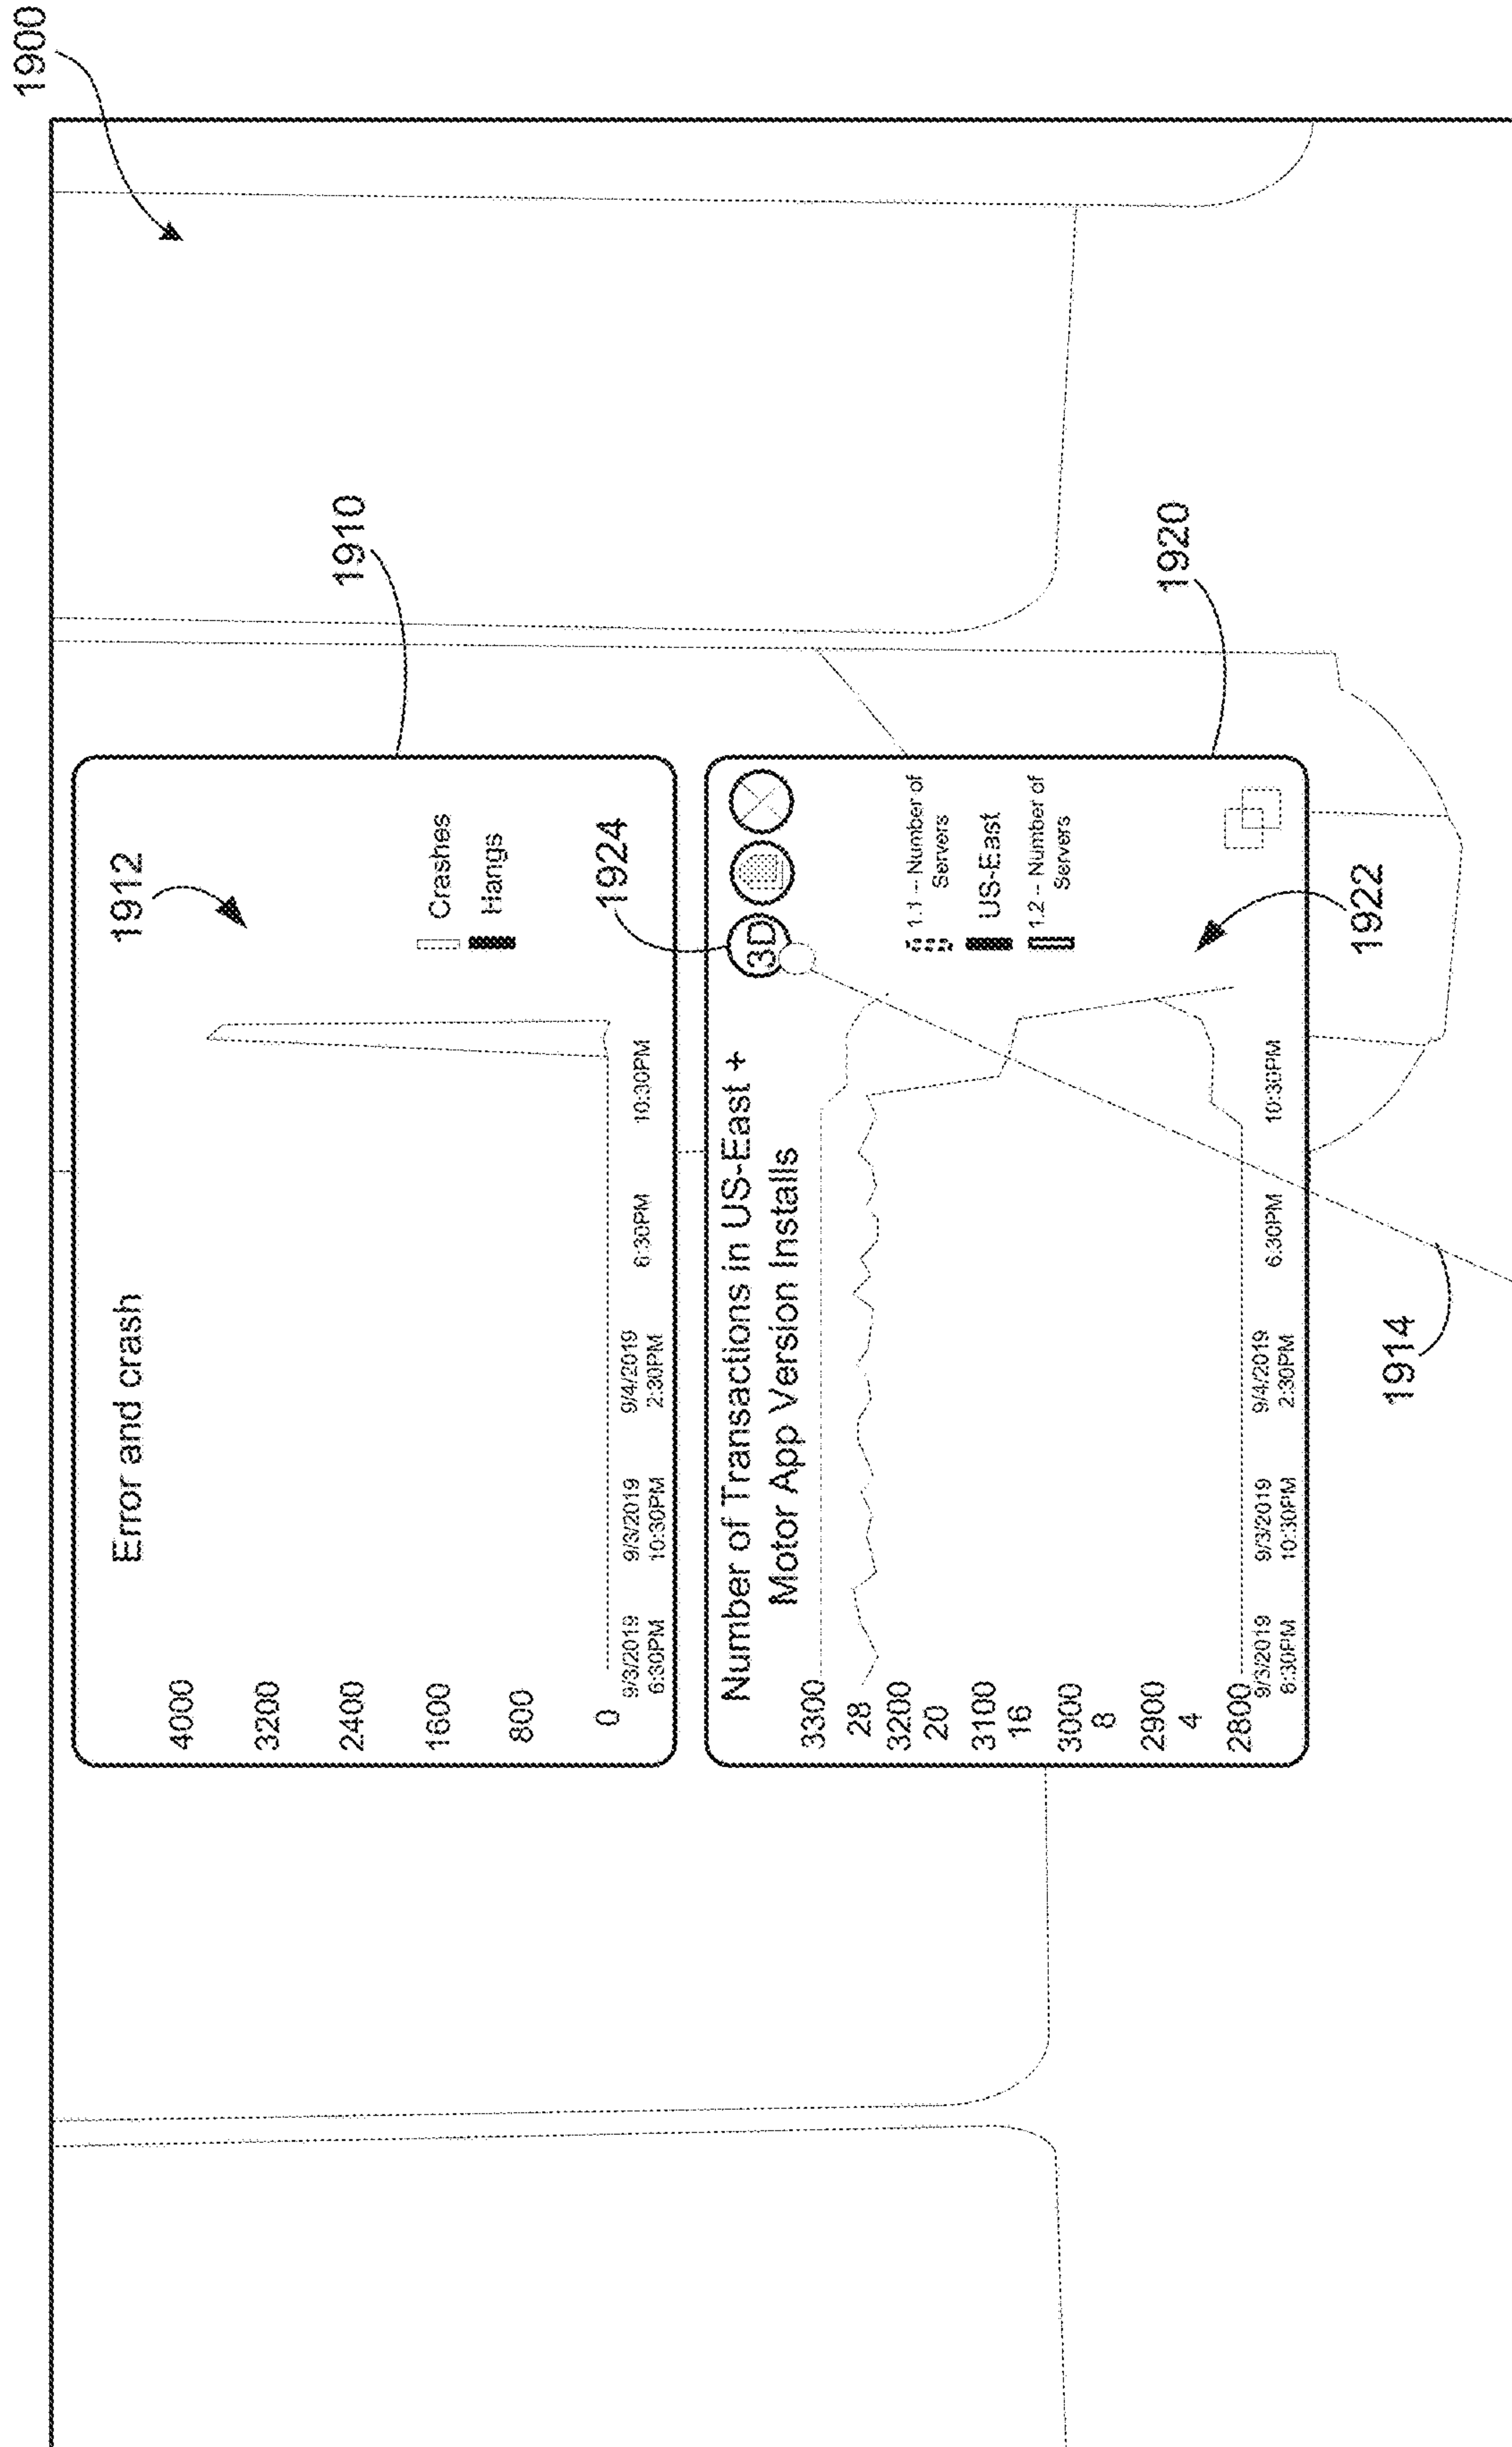 1900
1910
1912
Error and crash
4000
3200
2400
1600
800
0
Crashes
Hangs
9/3/2019
6:30PM
9/3/2019
10:30PM
9/4/2019
2:30PM
6:30PM
10:30PM
1924
1920
Number of Transactions in US-East +
Motor App Version Installs
3D
3300
28
3200
20
3100
16
3000
8
2900
4
2800
1.1 – Number of
Servers
US-East
1.2 – Number of
Servers
9/3/2019
6:30PM
9/3/2019
10:30PM
9/4/2019
2:30PM
6:30PM
10:30PM
1922
1914